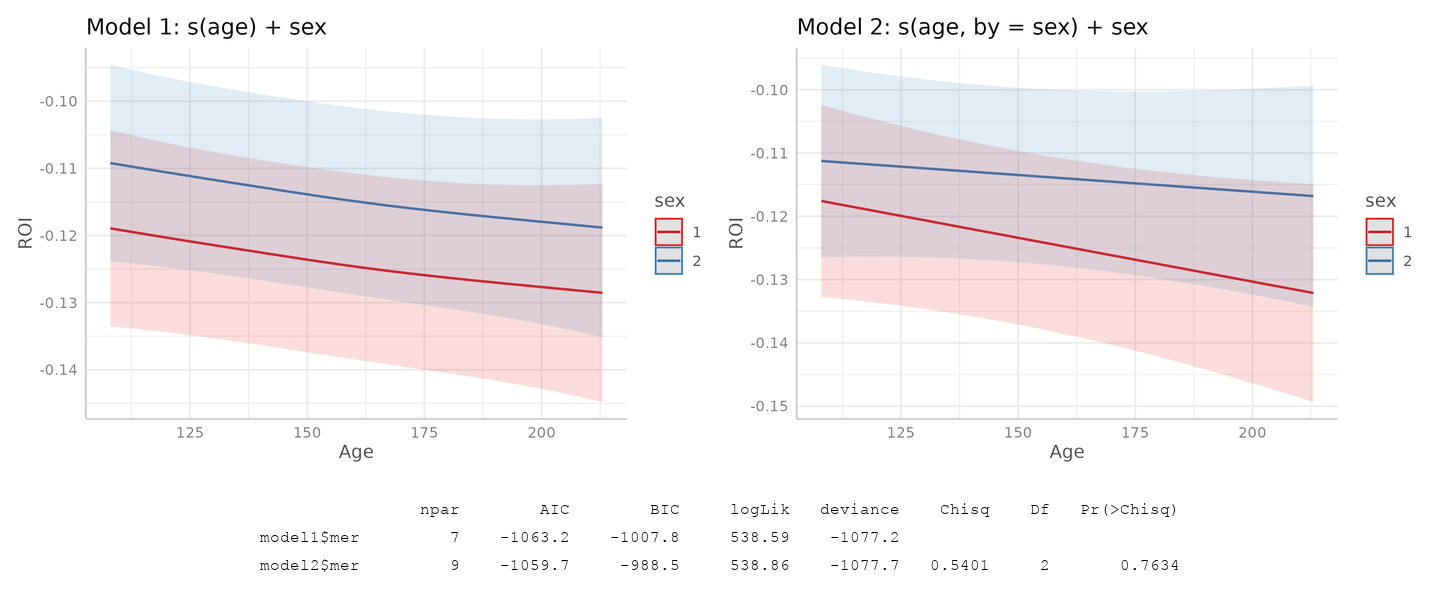 Model 1: s(age) + sex
-0.10
-0.11
-0.12
-0.13
-0.14
ROI
125 150 175 200
Age
sex
1
2
Model 2: s(age, by = sex) + sex
-0.10
-0.11
-0.12
-0.13
-0.14
-0.15
ROI
125 150 175 200
Age
sex
1
2
npar AIC BIC logLik deviance Chisq Df Pr(>Chisq)
model1$mer 7 -1063.2 -1007.8 538.59 -1077.2
model2$mer 9 -1059.7 -988.5 538.86 -1077.7 0.5401 2 0.7634